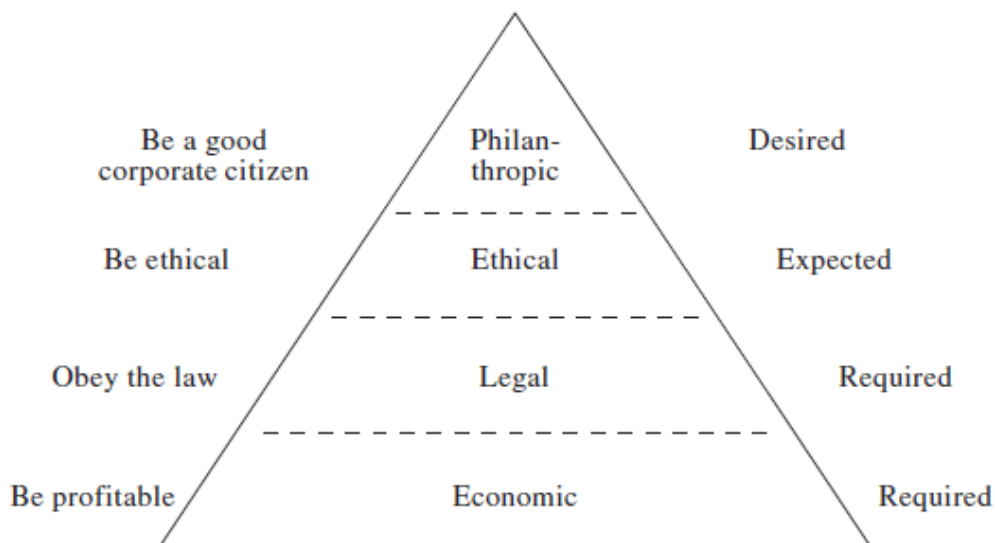 Be a good
corporate citizen
Philan-
thropic
Desired
Be ethical
Ethical
Expected
Obey the law
Legal
Required
Be profitable
Economic
Required